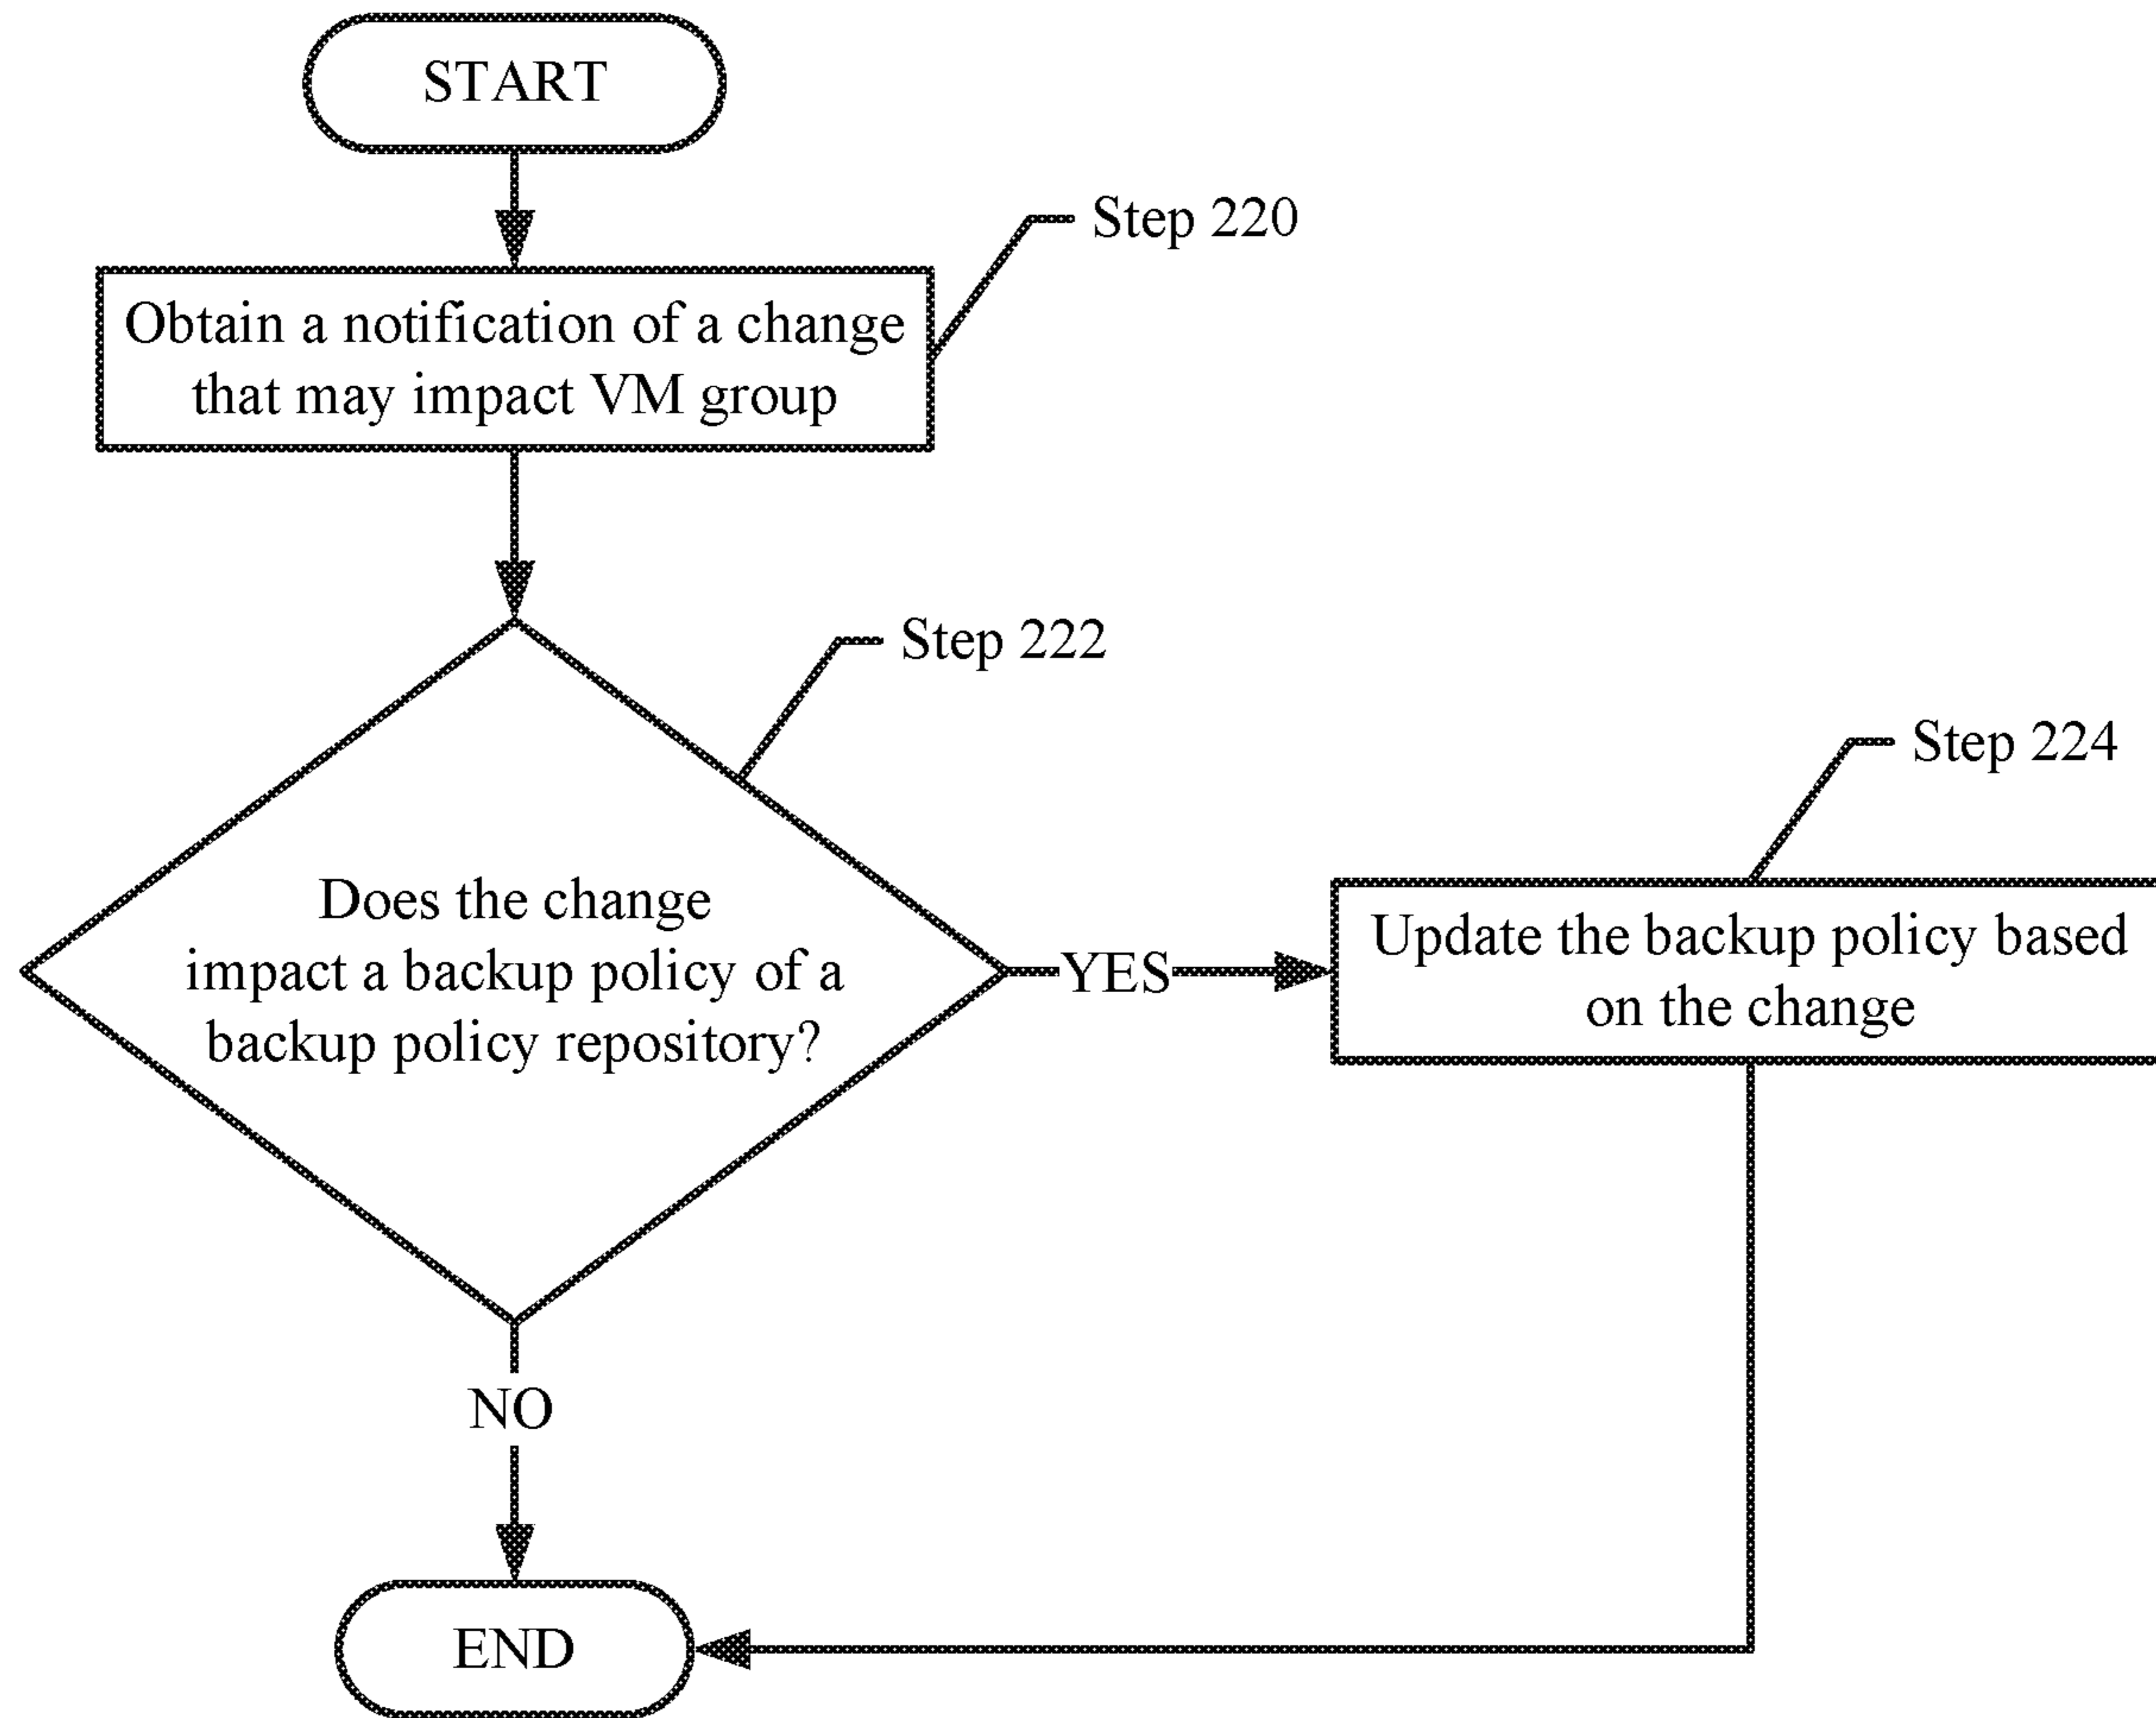 START
Step 220
Obtain a notification of a change
that may impact VM group
Step 222
Does the change
impact a backup policy of a
backup policy repository?
YES
Step 224
Update the backup policy based
on the change
NO
END